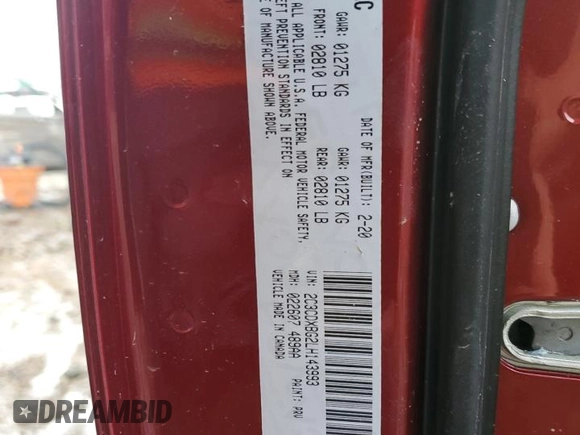 C
DATE OF MFR(BUILT): 2-20
GAWR: 01275 KG GAWR: 01275 KG
FRONT: 02810 LB REAR: 02810 LB
ALL APPLICABLE U.S.A. FEDERAL MOTOR VEHICLE SAFETY,
EFT PREVENTION STANDARDS IN EFFECT ON
E OF MANUFACTURE SHOWN ABOVE.
VIN: 2C3CDXBG2LH143993
MDH: 022607 489AA PAINT: PRV
VEHICLE MADE IN CANADA
DREAMBID